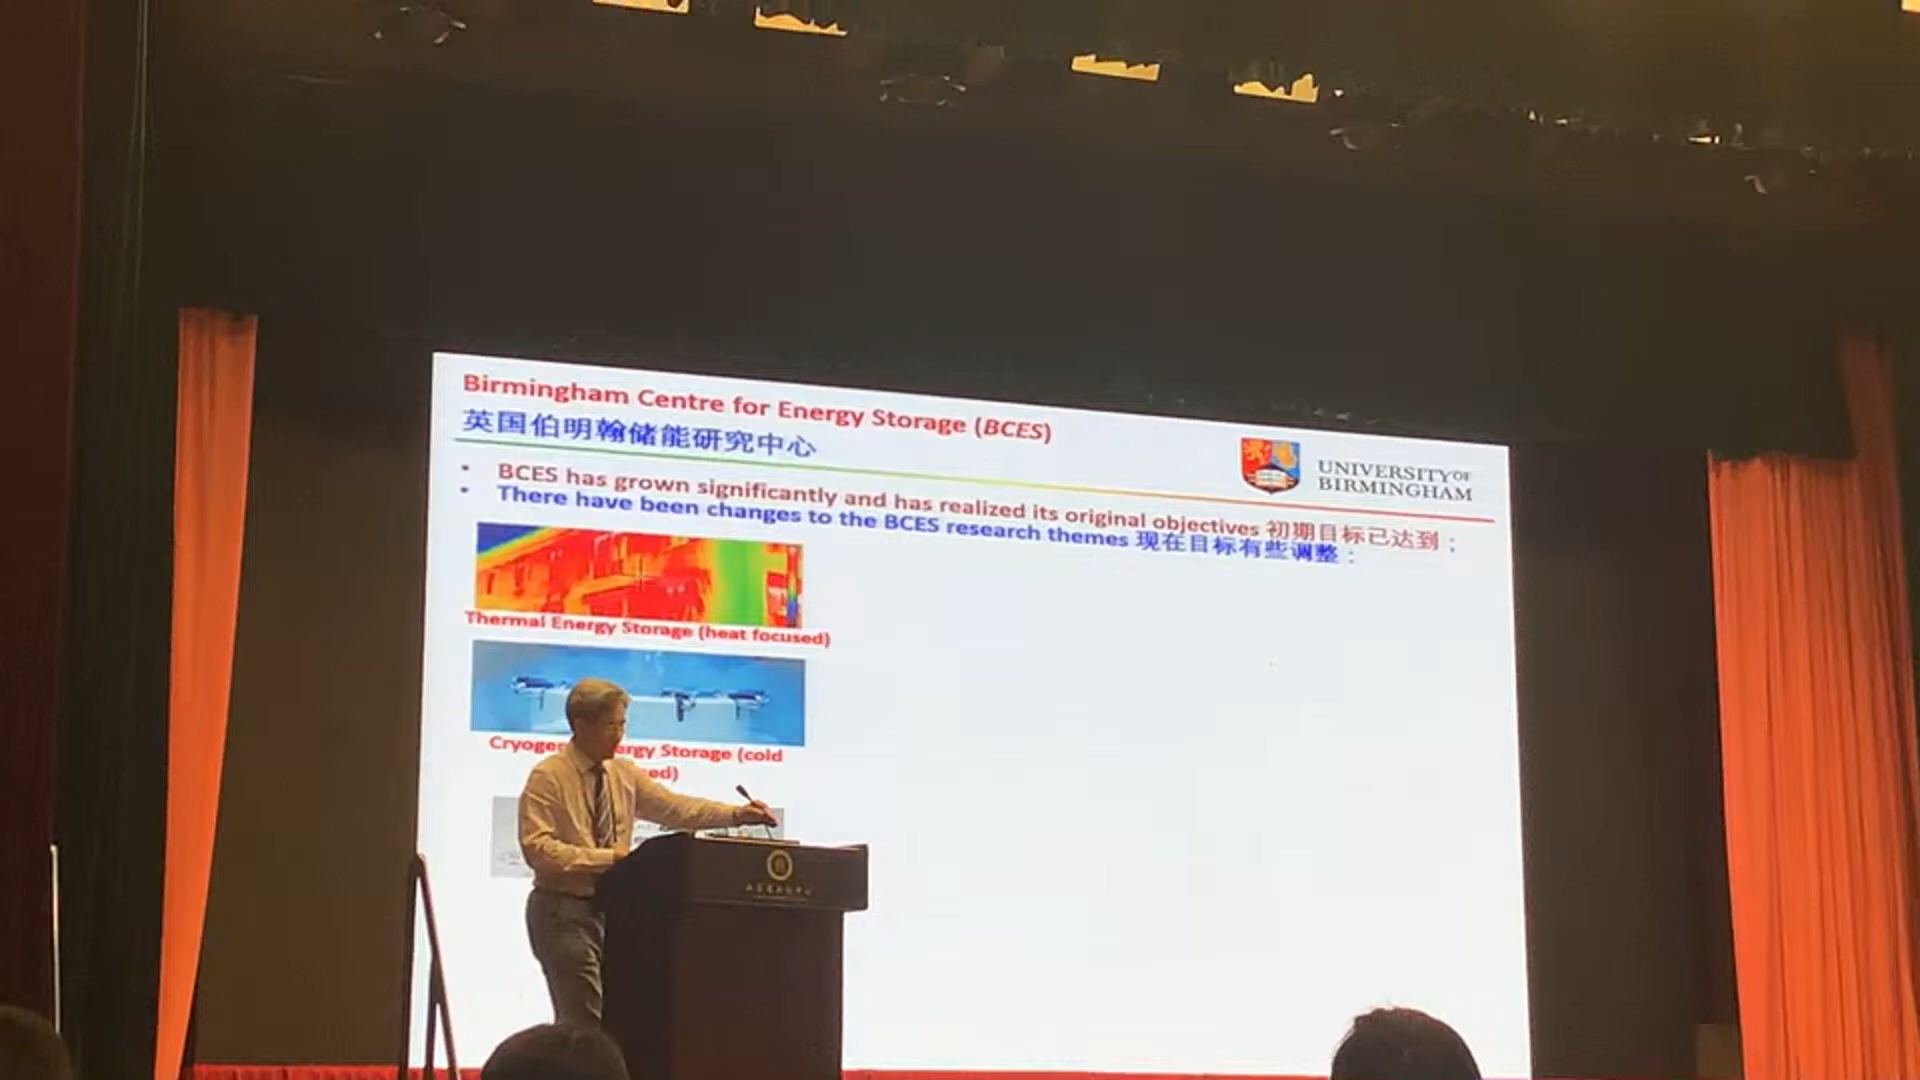 Birmingham Centre for Energy Storage (BCES)
英国伯明翰储能研究中心
UNIVERSITY OF
BIRMINGHAM
• BCES has grown significantly and has realized its original objectives 初期目标已达到；
• There have been changes to the BCES research themes 现在目标有些调整：
Thermal Energy Storage (heat focused)
Storage (cold